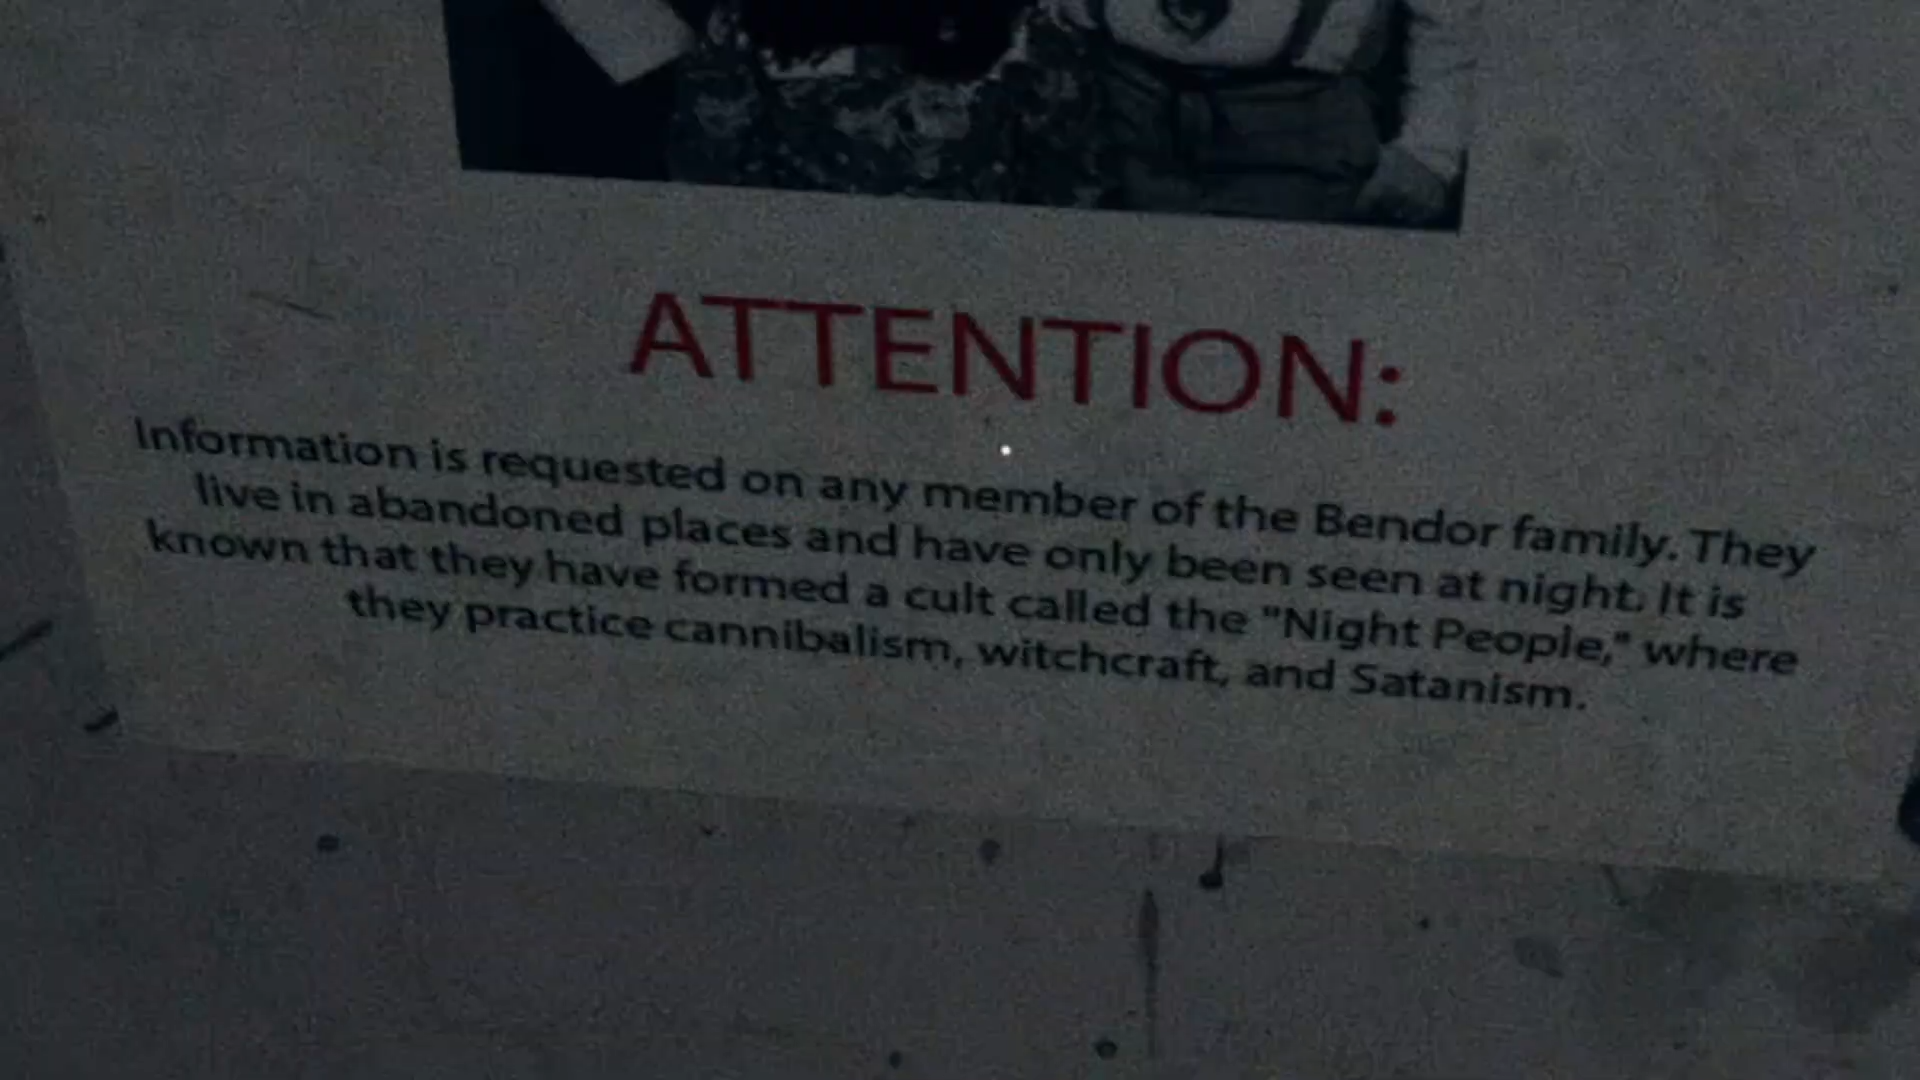 ATTENTION:
Information is requested on any member of the Bendor family. They
live in abandoned places and have only been seen at night. It is
known that they have formed a cult called the "Night People," where
they practice cannibalism, witchcraft, and Satanism.